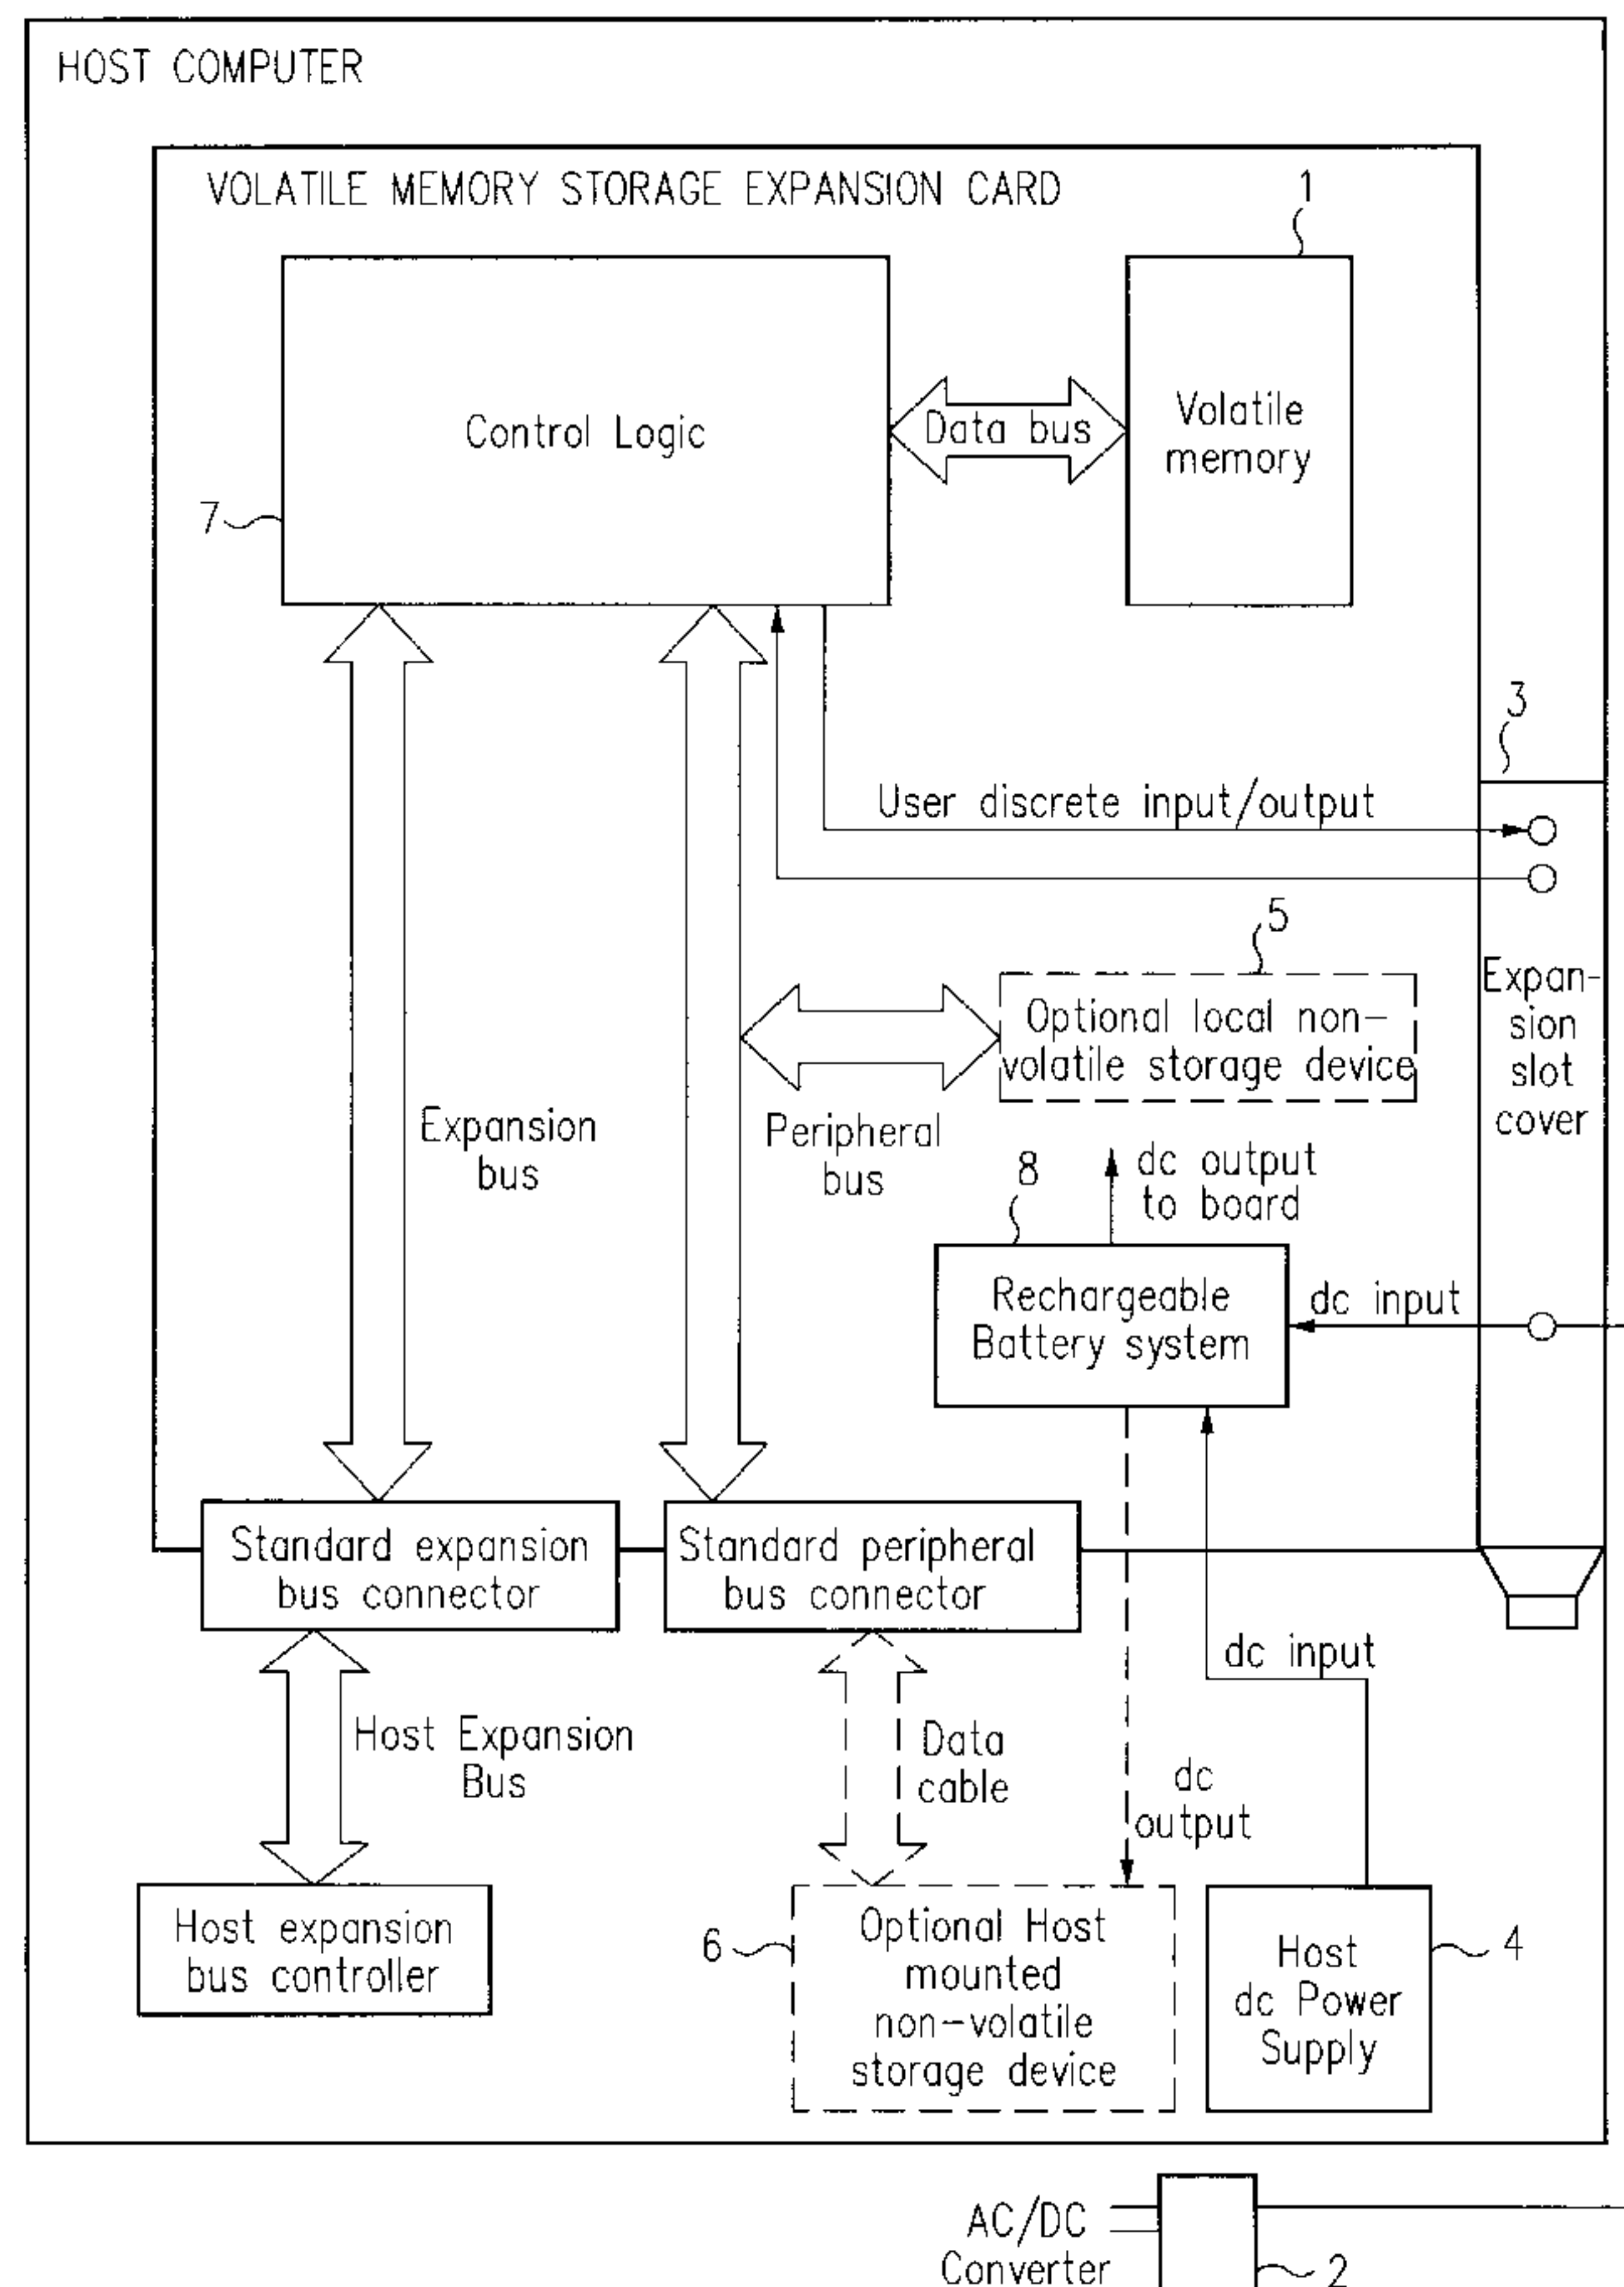 HOST COMPUTER
VOLATILE MEMORY STORAGE EXPANSION CARD
1
Control Logic
Data bus
Volatile
memory
7
3
User discrete input/output
5
Optional local non-
volatile storage device
Expan-
sion
slot
cover
Expansion
bus
Peripheral
bus
8
dc output
to board
Rechargeable
Battery system
dc input
Standard expansion
bus connector
Standard peripheral
bus connector
dc input
Host Expansion
Bus
Data
cable
dc
output
Host expansion
bus controller
6
Optional Host
mounted
non-volatile
storage device
Host
dc Power
Supply
4
AC/DC
Converter
2